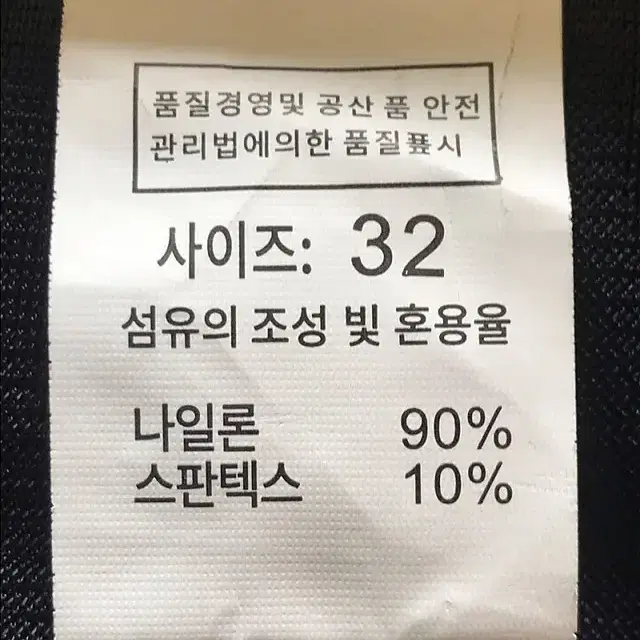 품질경영및 공산품 안전
관리법에의한 품질표시
사이즈: 32
섬유의 조성 빛 혼용율
나일론 90%
스판텍스 10%